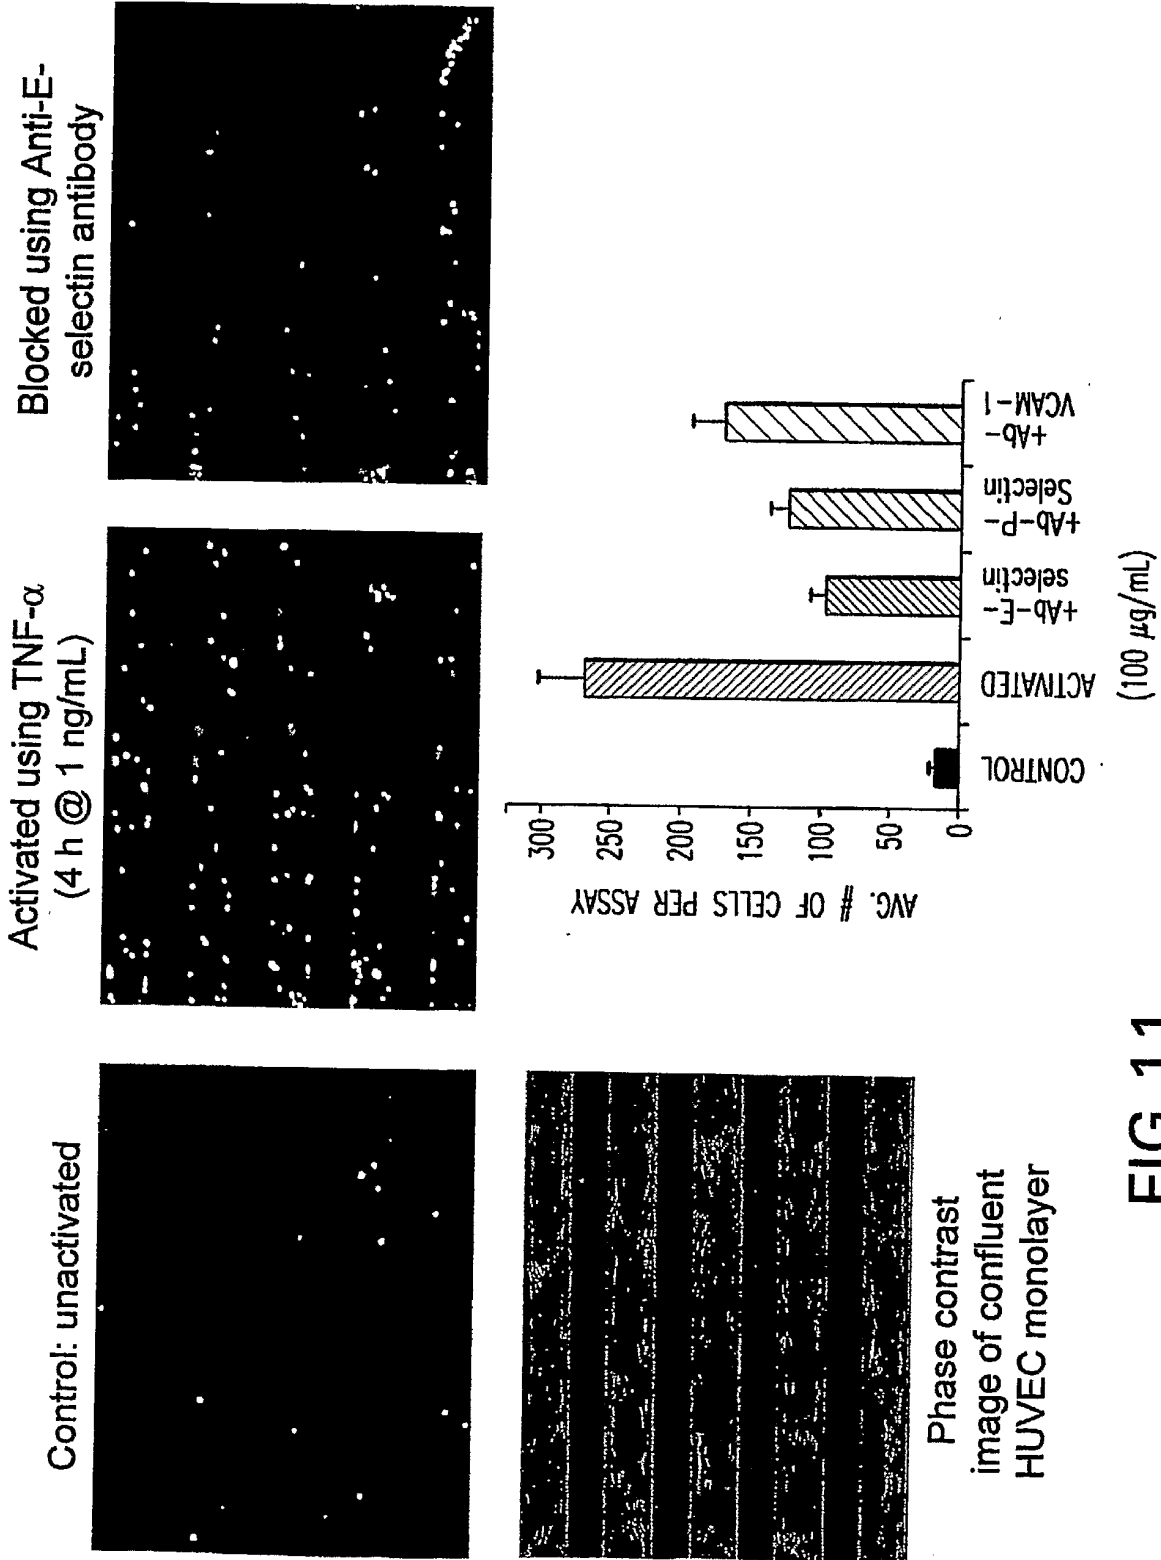 Control: unactivated
Activated using TNF-α
(4 h @ 1 ng/mL)
Blocked using Anti-E-
selectin antibody
Phase contrast
image of confluent
HUVEC monolayer
AVG. # OF CELLS PER ASSAY
300
250
200
150
100
50
0
CONTROL
ACTIVATED
+Ab-E-
selectin
+Ab-P-
Selectin
+Ab-
VCAM-1
(100 µg/mL)
FIG. 11